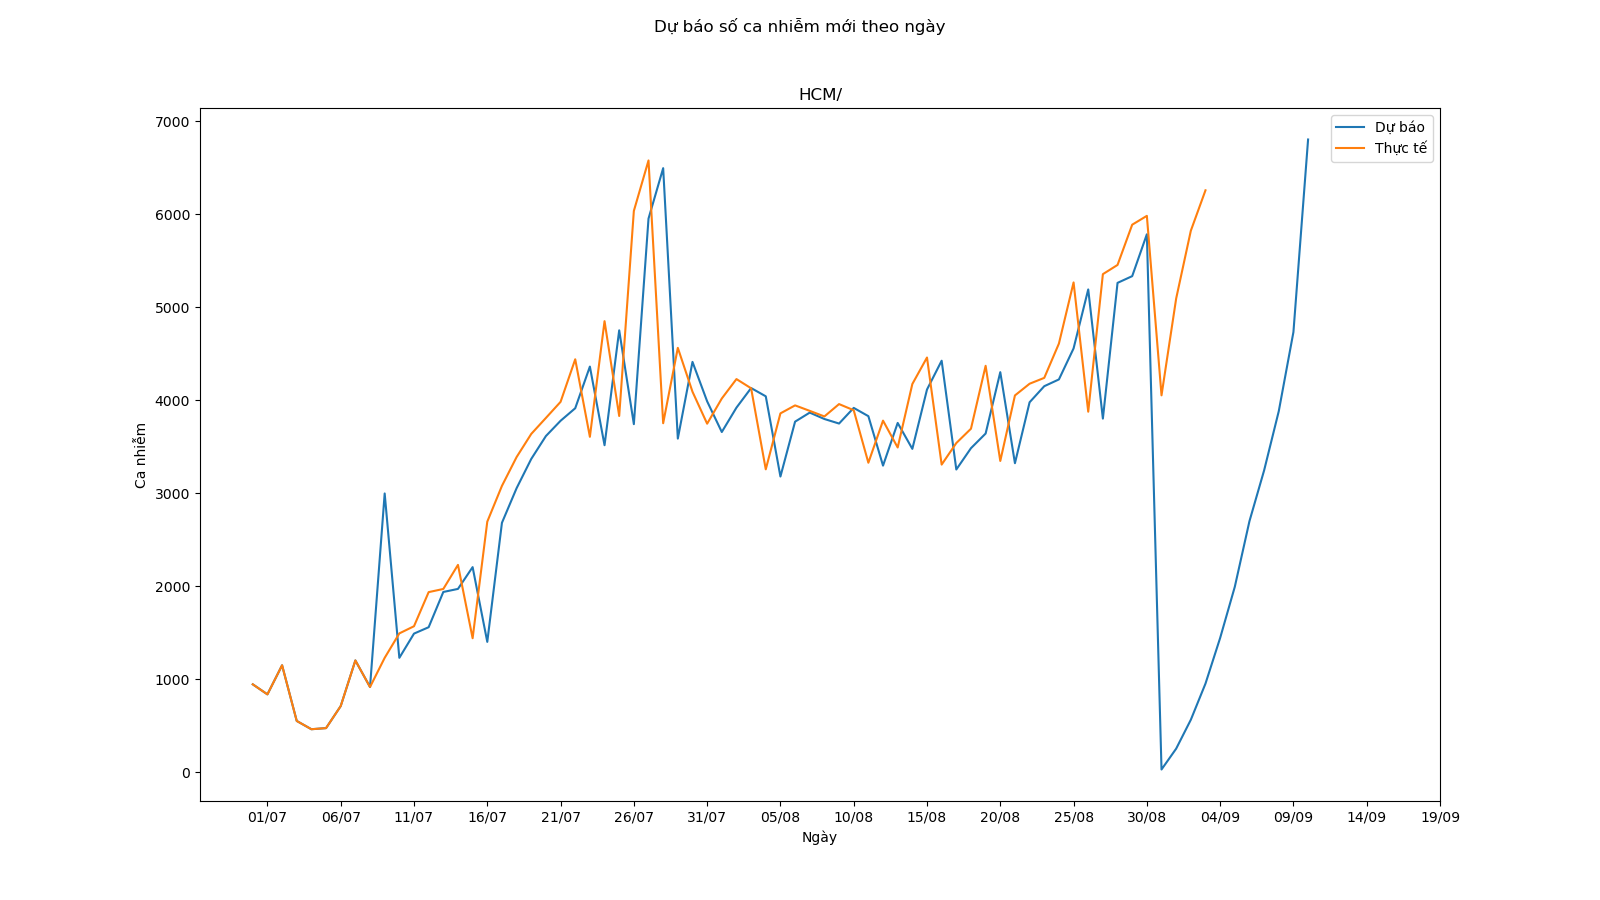 Dự báo số ca nhiễm mới theo ngày
HCM/
Dự báo
Thực tế
7000
6000
5000
4000
3000
2000
1000
0
Ca nhiễm
01/07 06/07 11/07 16/07 21/07 26/07 31/07 05/08 10/08 15/08 20/08 25/08 30/08 04/09 09/09 14/09 19/09
Ngày